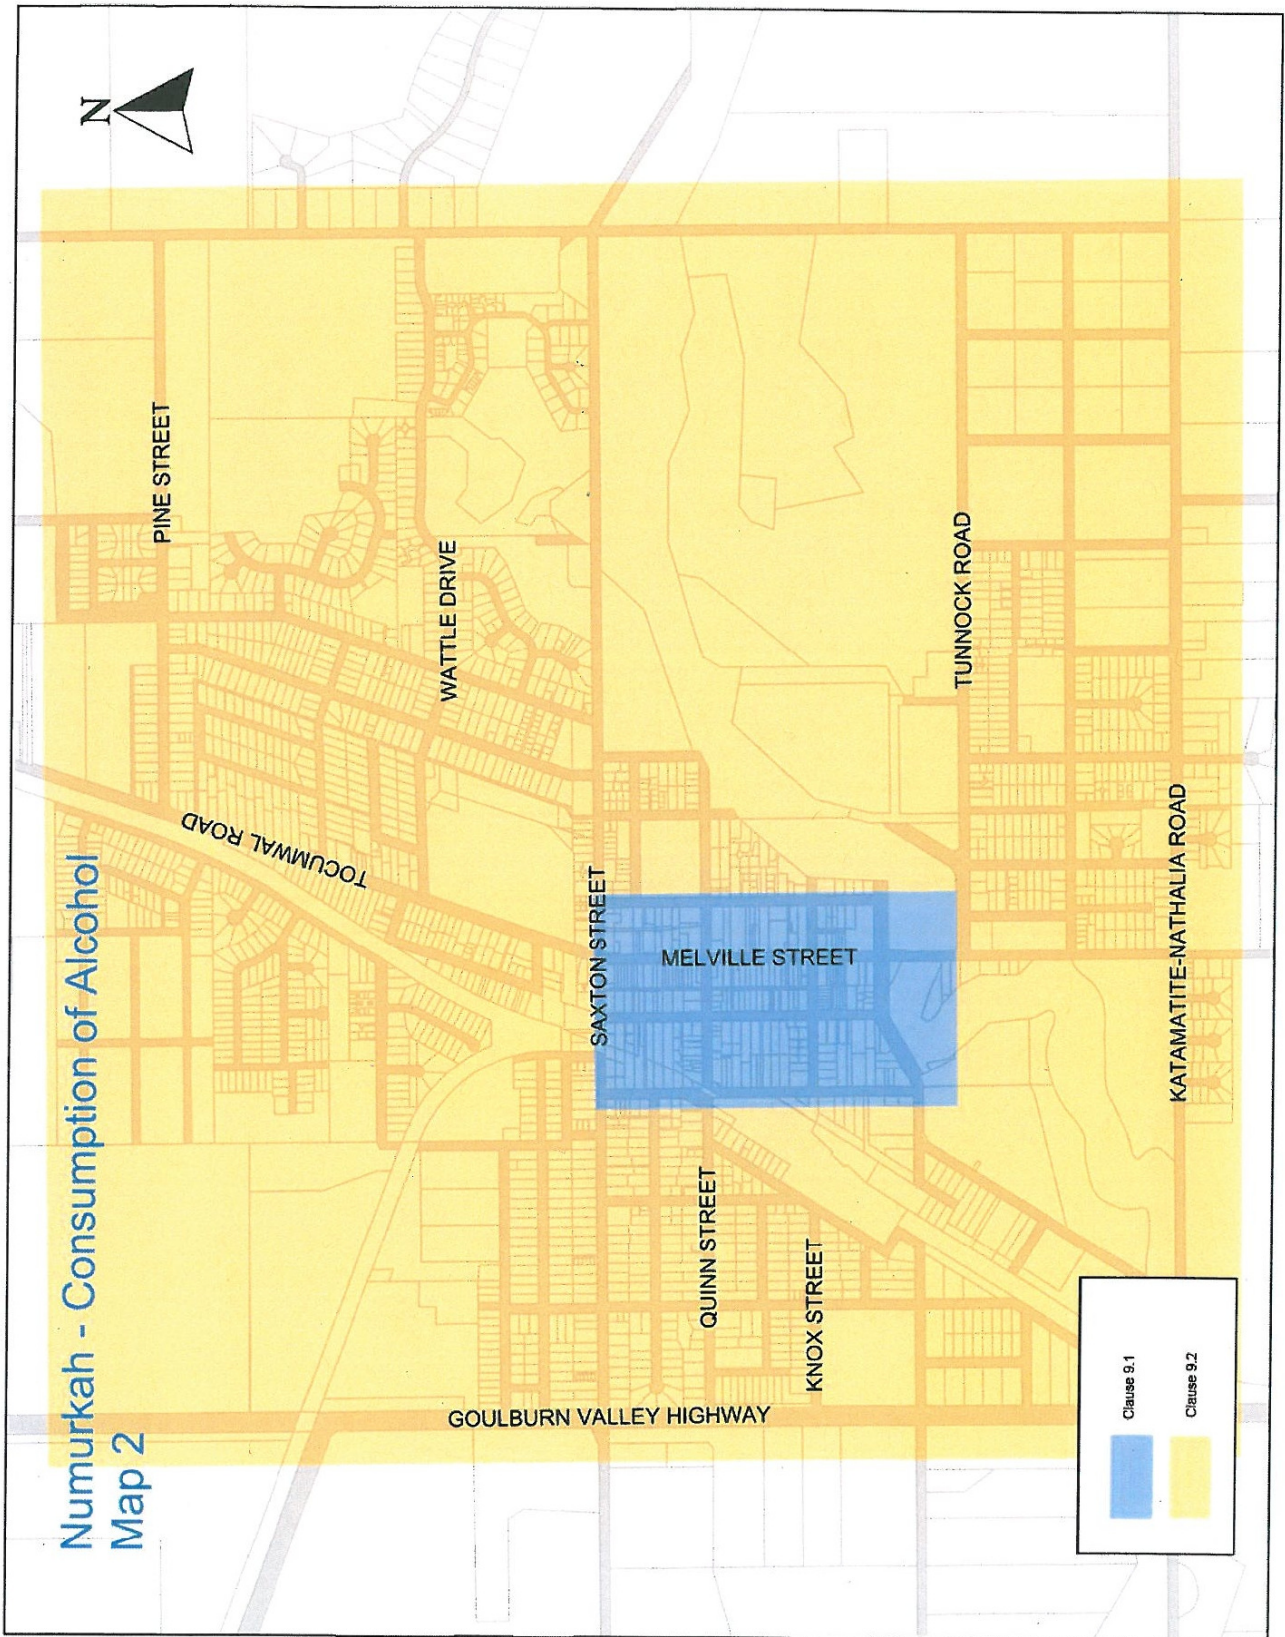 Numurkah - Consumption of Alcohol
Map 2
N
PINE STREET
TOCUMWAL ROAD
WATTLE DRIVE
SAXTON STREET
MELVILLE STREET
QUINN STREET
KNOX STREET
GOULBURN VALLEY HIGHWAY
TUNNOCK ROAD
KATAMATITE-NATHALIA ROAD
Clause 9.1
Clause 9.2